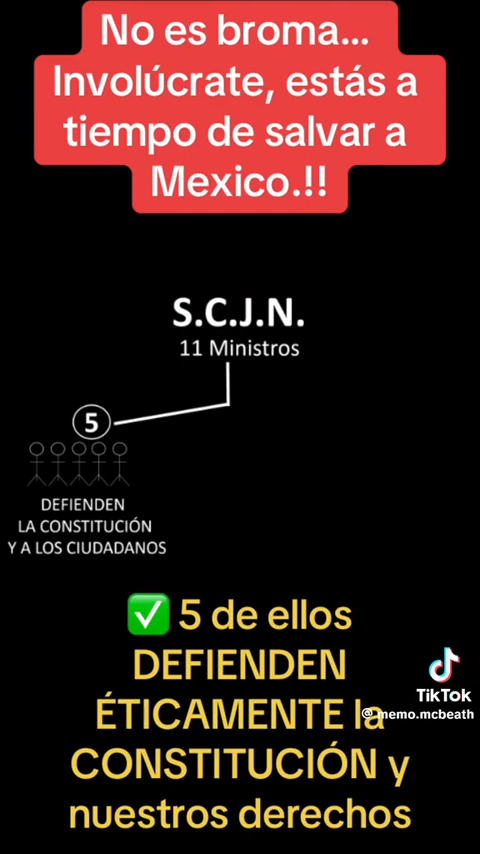 No es broma...
Involúcrate, estás a
tiempo de salvar a
Mexico.!!
S.C.J.N.
11 Ministros
5
DEFIENDEN
LA CONSTITUCIÓN
Y A LOS CIUDADANOS
✅ 5 de ellos
DEFIENDEN
ÉTICAMENTE la
CONSTITUCIÓN y
nuestros derechos
TikTok
@_memo.mcbeath